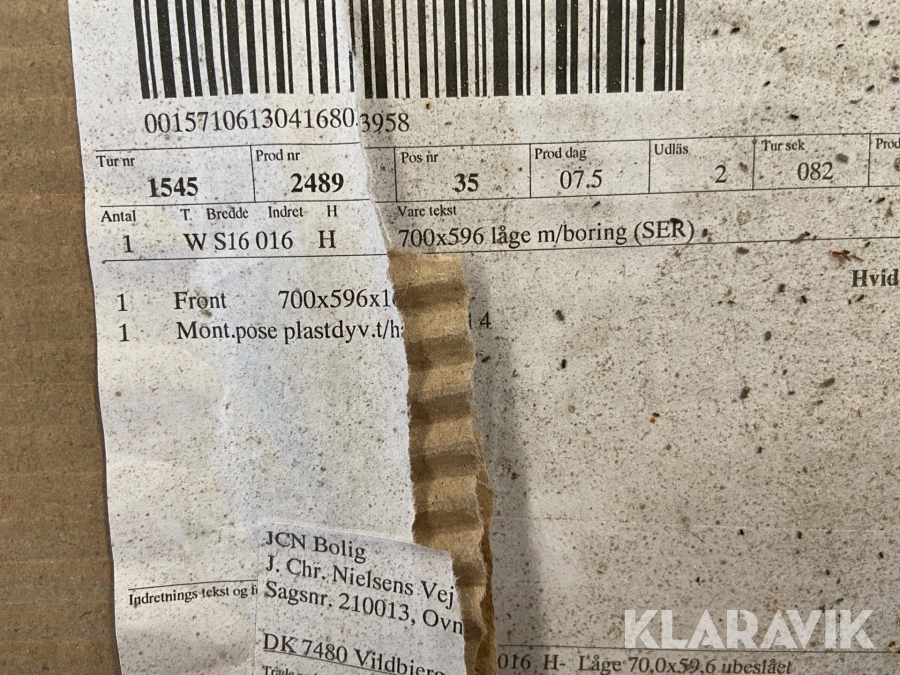 0015710613041680 3958
Tur nr Prod nr Pos nr Prod dag Udläs Tur sek Prod
1545 2489 35 07.5 2 082
Antal T. Bredde Indret H Vare tekst
1 W S16 016 H 700x596 låge m/boring (SER)
Hvid
1 Front 700x596x1
1 Mont.pose plastdyv.t/h 4
JCN Bolig
J. Chr. Nielsens Vej
Sagsnr. 210013, Ovn
Indretnings tekst og
DK 7480 Vildbjerg
016 H- Låge 70,0x59,6 ubeslået
KLARAVIK